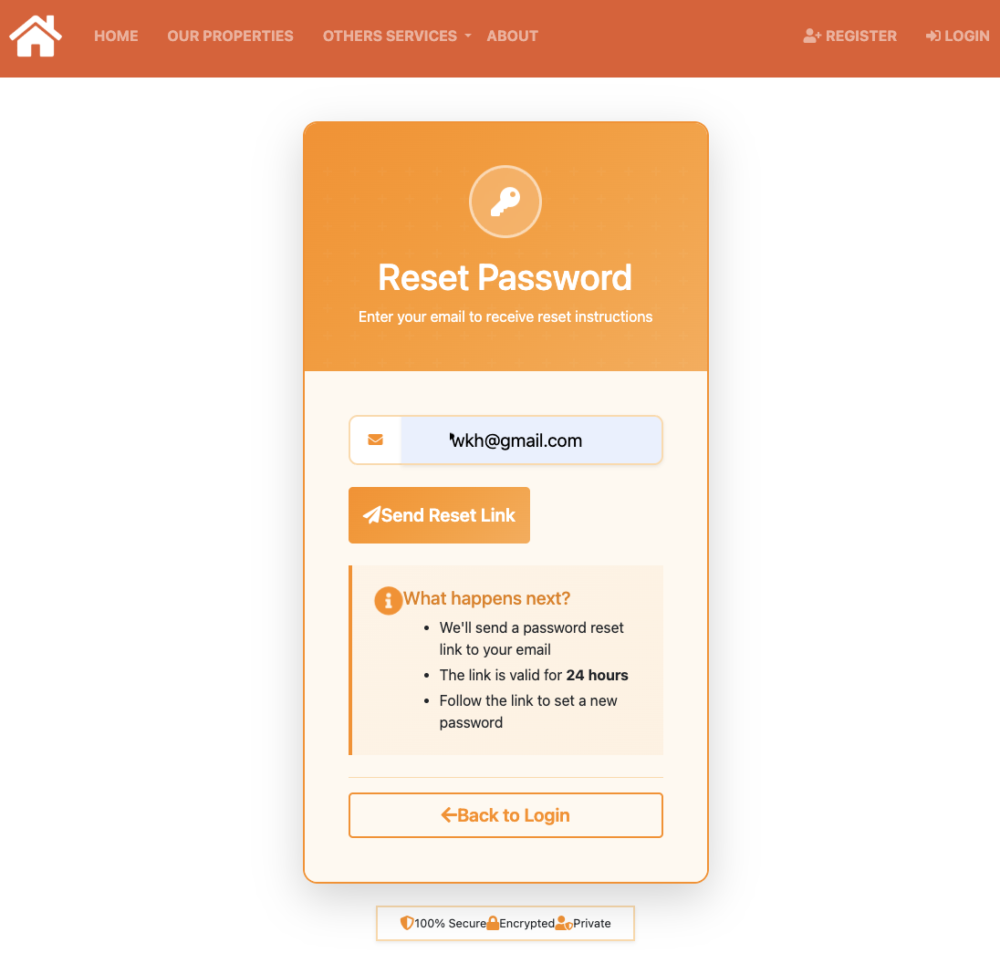 HOME OUR PROPERTIES OTHERS SERVICES ABOUT REGISTER LOGIN
Reset Password
Enter your email to receive reset instructions
wkh@gmail.com
Send Reset Link
What happens next?
• We'll send a password reset
link to your email
• The link is valid for 24 hours
• Follow the link to set a new
password
Back to Login
100% Secure Encrypted Private